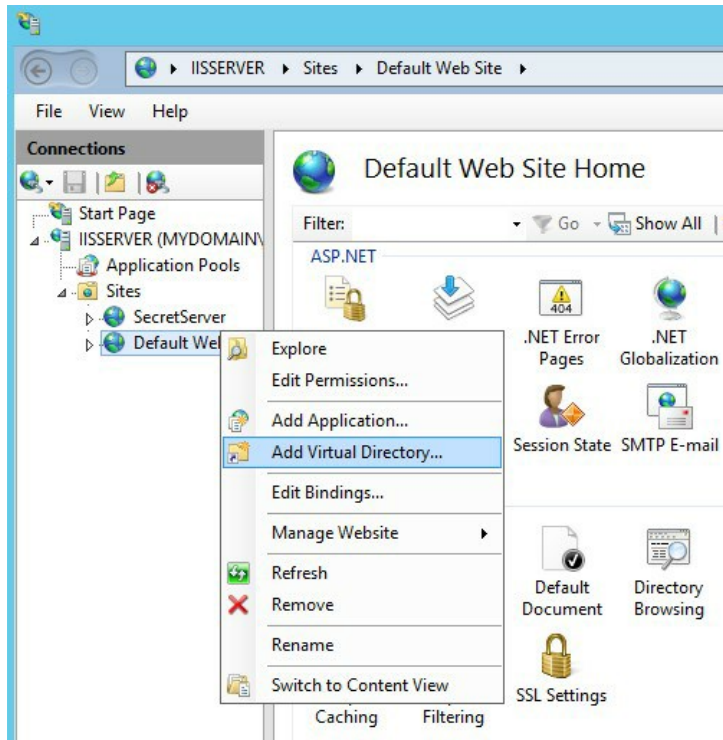 IISSERVER ▸ Sites ▸ Default Web Site ▸
File View Help
Connections
Default Web Site Home
Start Page
IISSERVER (MYDOMAIN\
Application Pools
Sites
SecretServer
Default We
Filter:
Go
Show All
ASP.NET
404
.NET Error
Pages
.NET
Globalization
Session State
SMTP E-mail
Default
Document
Directory
Browsing
SSL Settings
Caching
Filtering
Explore
Edit Permissions...
Add Application...
Add Virtual Directory...
Edit Bindings...
Manage Website
Refresh
Remove
Rename
Switch to Content View